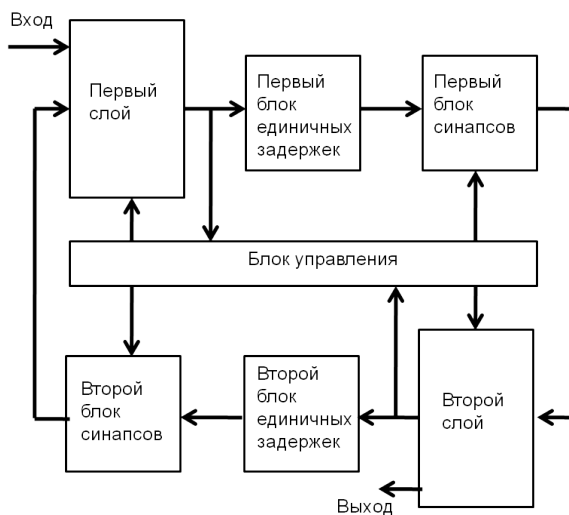 Вход
Первый
слой
Первый
блок
единичных
задержек
Первый
блок
синапсов
Блок управления
Второй
блок
синапсов
Второй
блок
единичных
задержек
Второй
слой
Выход